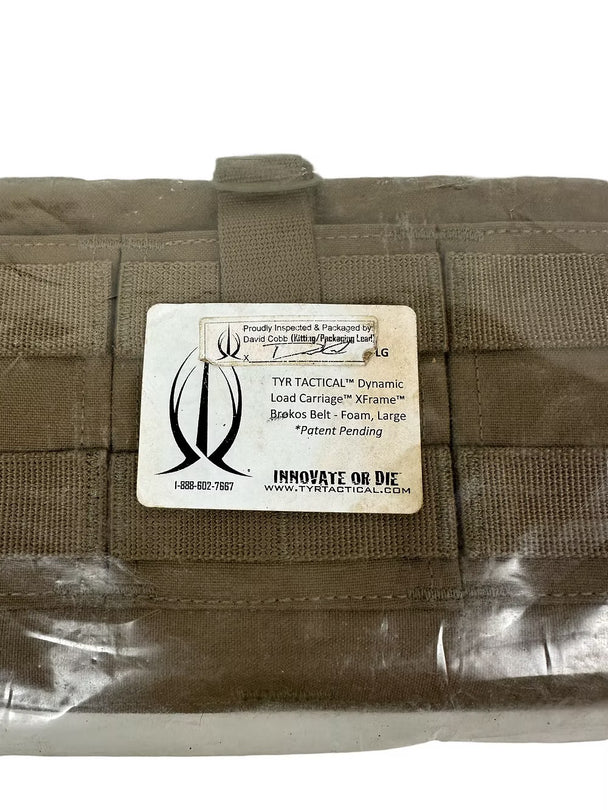 Proudly Inspected & Packaged by
David Cobb (Kitting/Packaging Lead)
X LG
TYR TACTICAL™ Dynamic
Load Carriage™ XFrame™
Brokos Belt - Foam, Large
*Patent Pending
1-888-602-7667
INNOVATE OR DIE™
WWW.TYRTACTICAL.COM